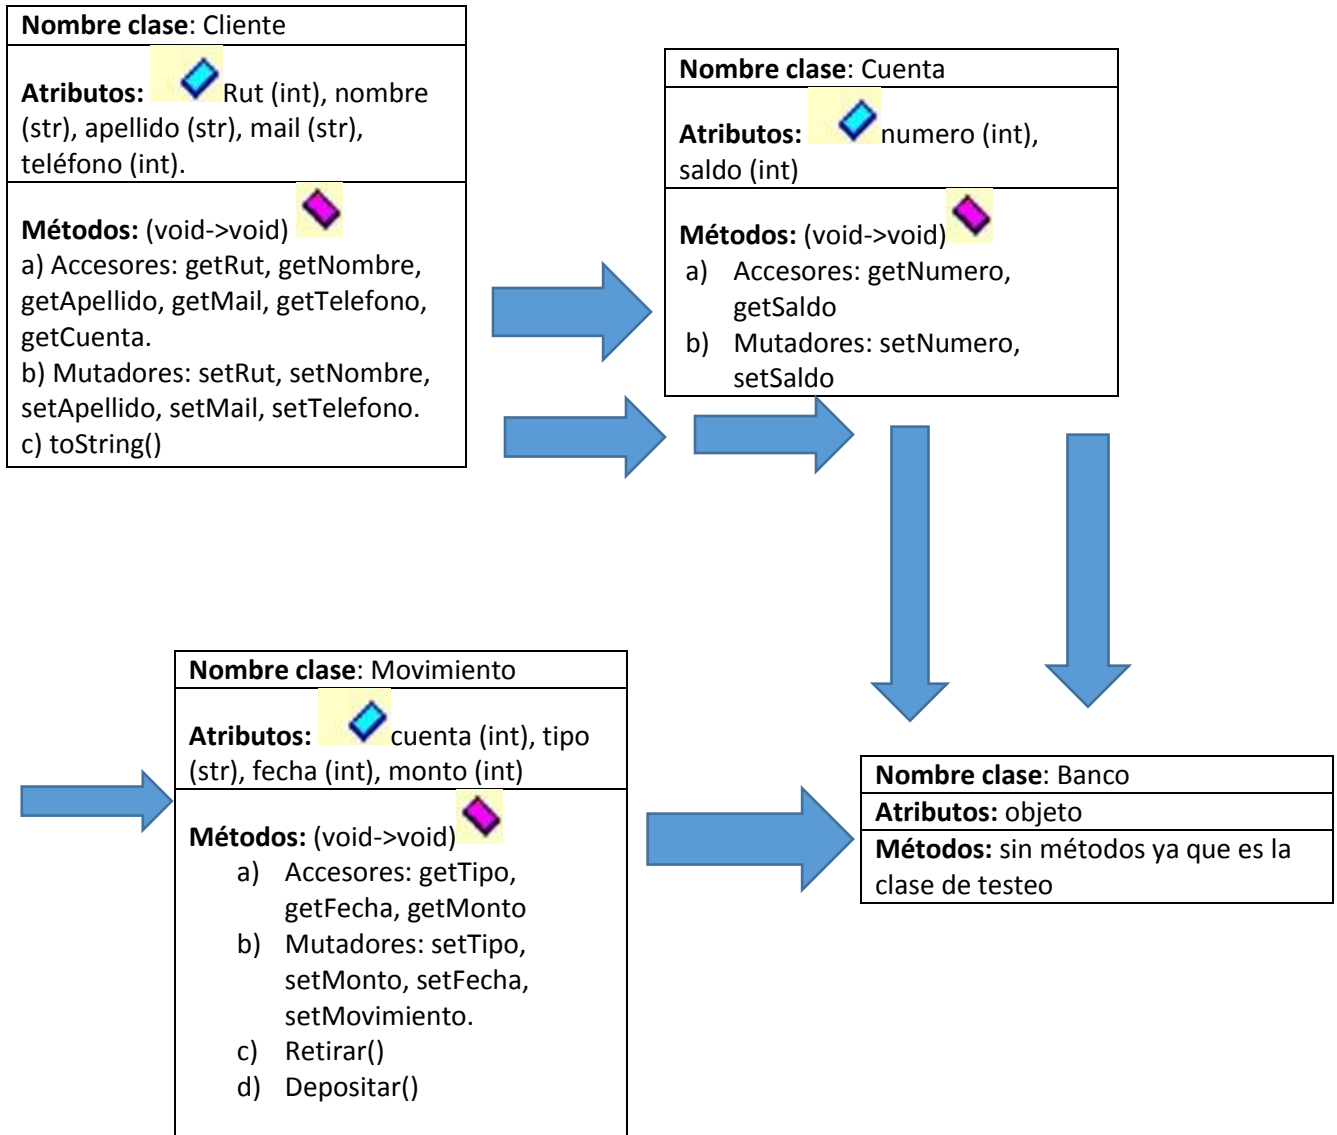 Nombre clase: Cliente
Atributos: Rut (int), nombre
(str), apellido (str), mail (str),
teléfono (int).
Métodos: (void->void)
a) Accesores: getRut, getNombre,
getApellido, getMail, getTelefono,
getCuenta.
b) Mutadores: setRut, setNombre,
setApellido, setMail, setTelefono.
c) toString()
Nombre clase: Cuenta
Atributos: numero (int),
saldo (int)
Métodos: (void->void)
a) Accesores: getNumero,
getSaldo
b) Mutadores: setNumero,
setSaldo
Nombre clase: Movimiento
Atributos: cuenta (int), tipo
(str), fecha (int), monto (int)
Métodos: (void->void)
a) Accesores: getTipo,
getFecha, getMonto
b) Mutadores: setTipo,
setMonto, setFecha,
setMovimiento.
c) Retirar()
d) Depositar()
Nombre clase: Banco
Atributos: objeto
Métodos: sin métodos ya que es la
clase de testeo